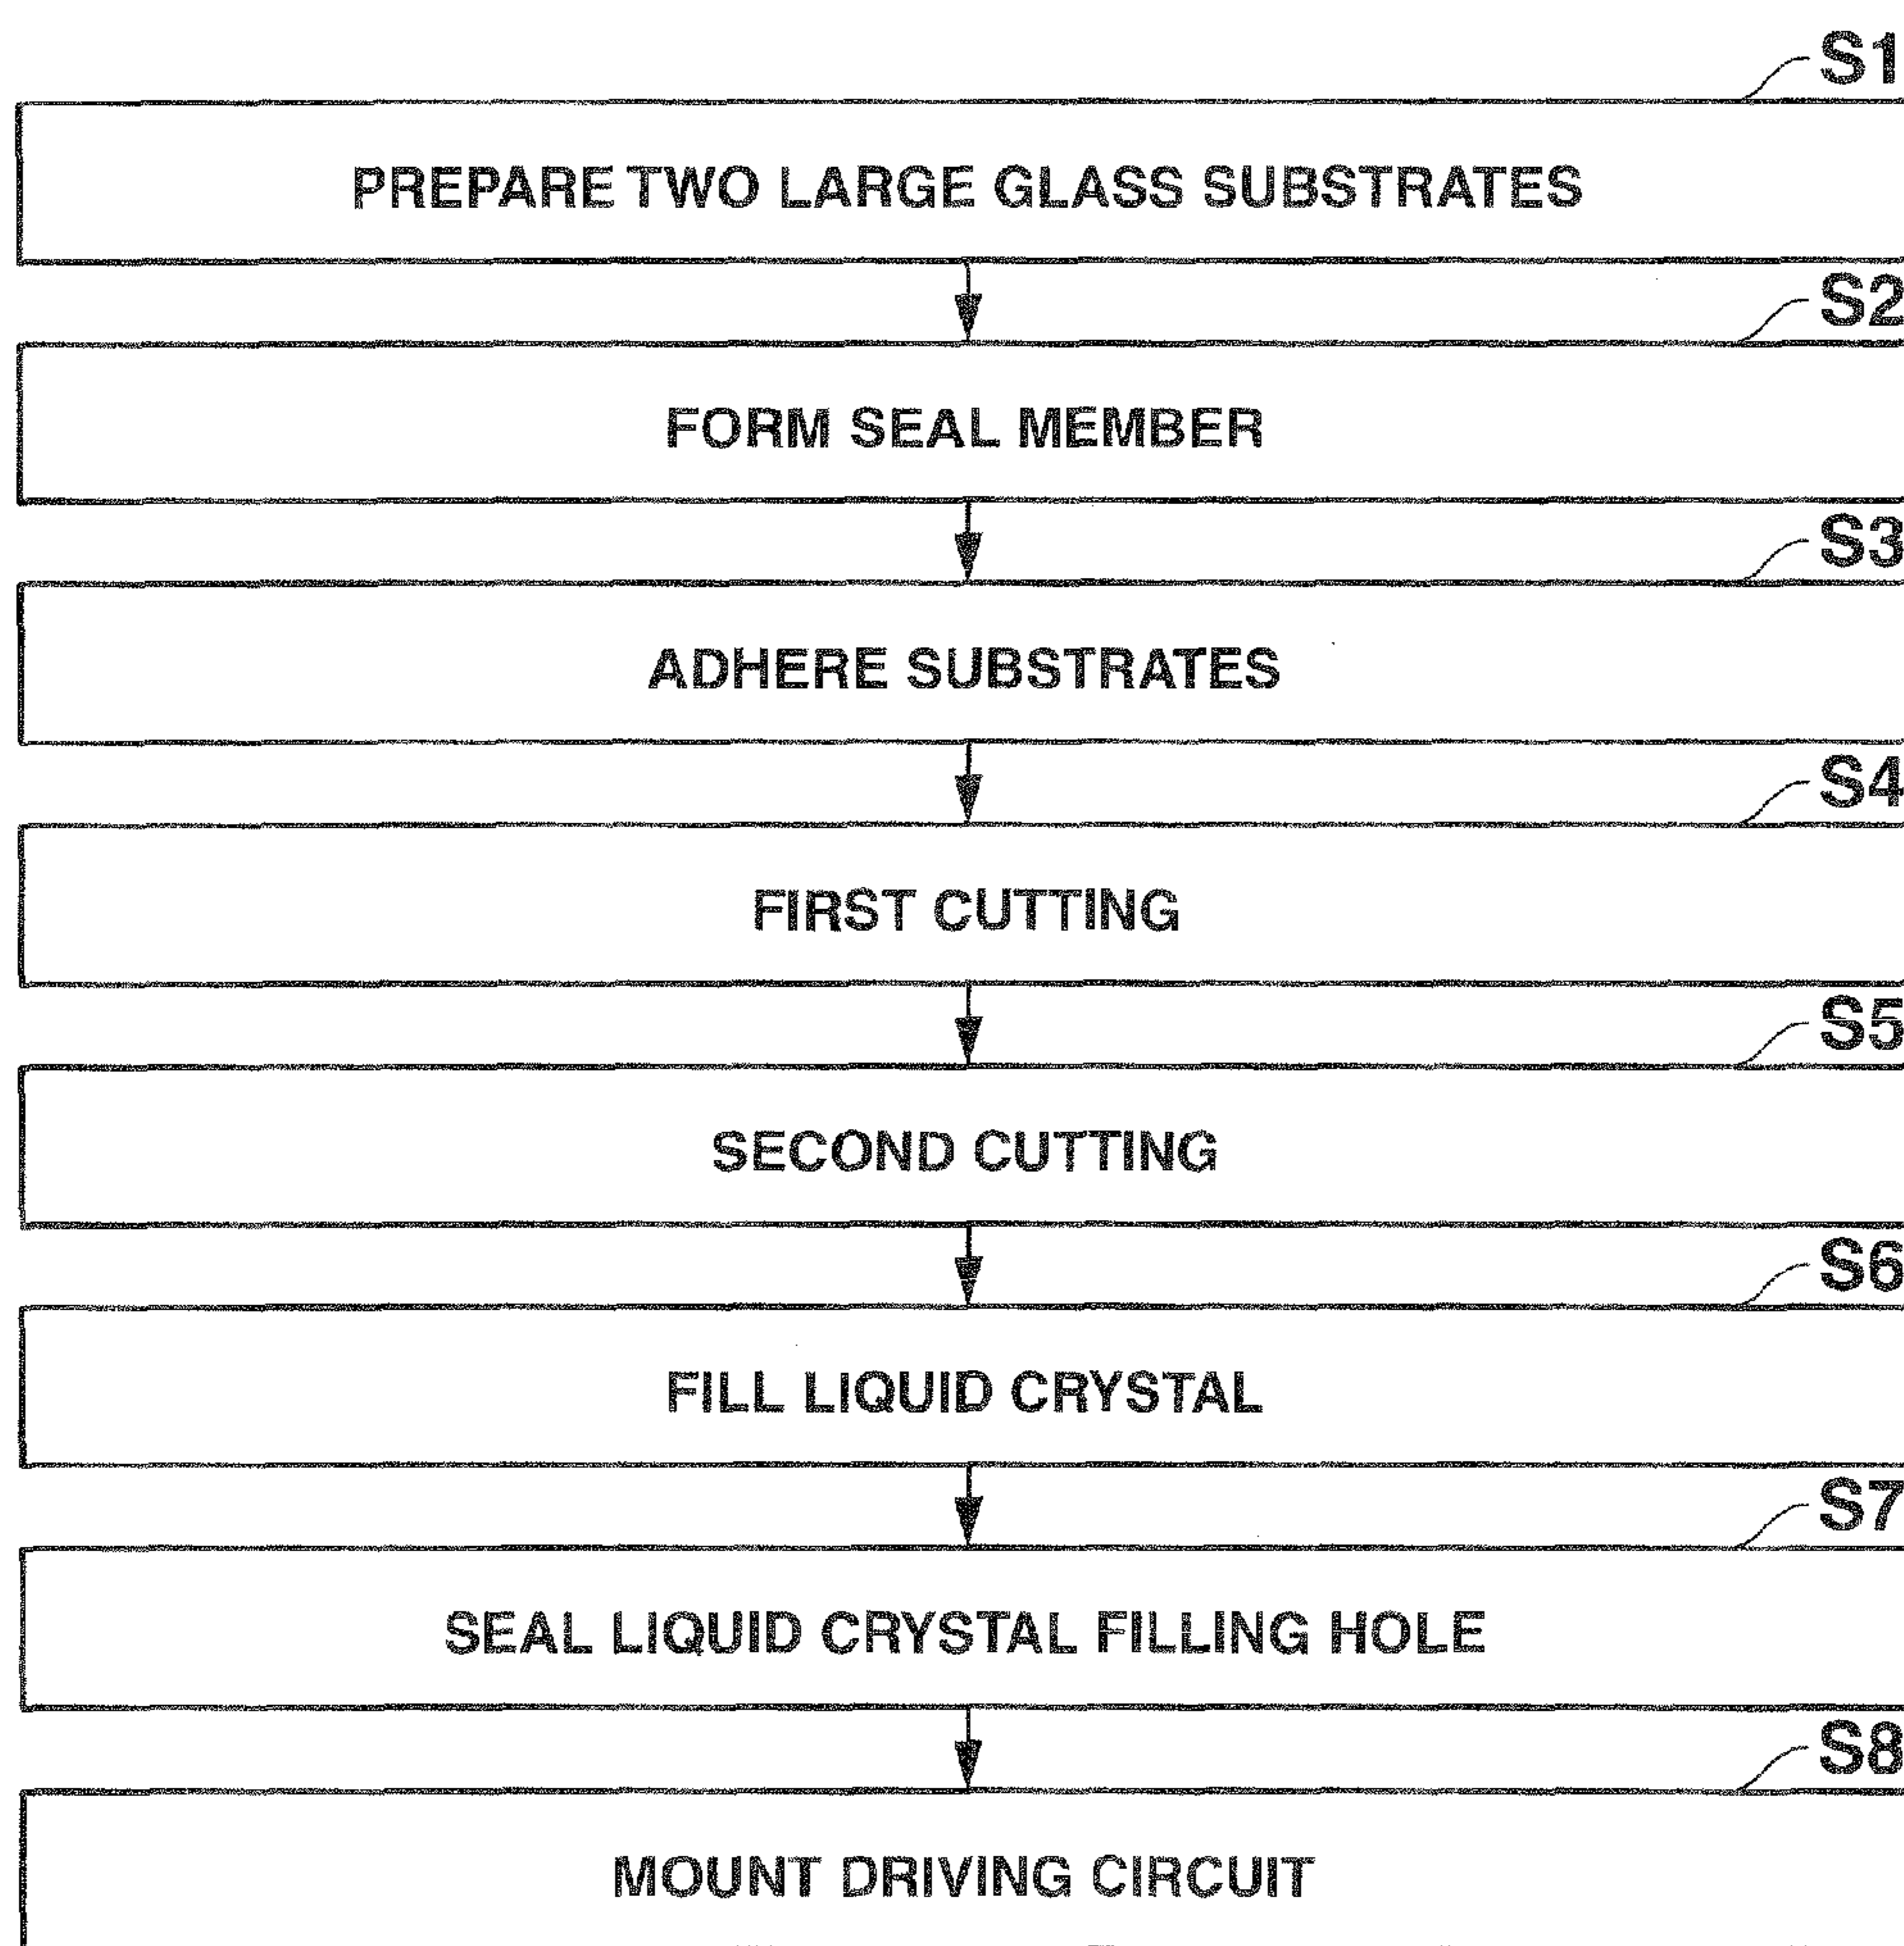 S1
PREPARE TWO LARGE GLASS SUBSTRATES
S2
FORM SEAL MEMBER
S3
ADHERE SUBSTRATES
S4
FIRST CUTTING
S5
SECOND CUTTING
S6
FILL LIQUID CRYSTAL
S7
SEAL LIQUID CRYSTAL FILLING HOLE
S8
MOUNT DRIVING CIRCUIT